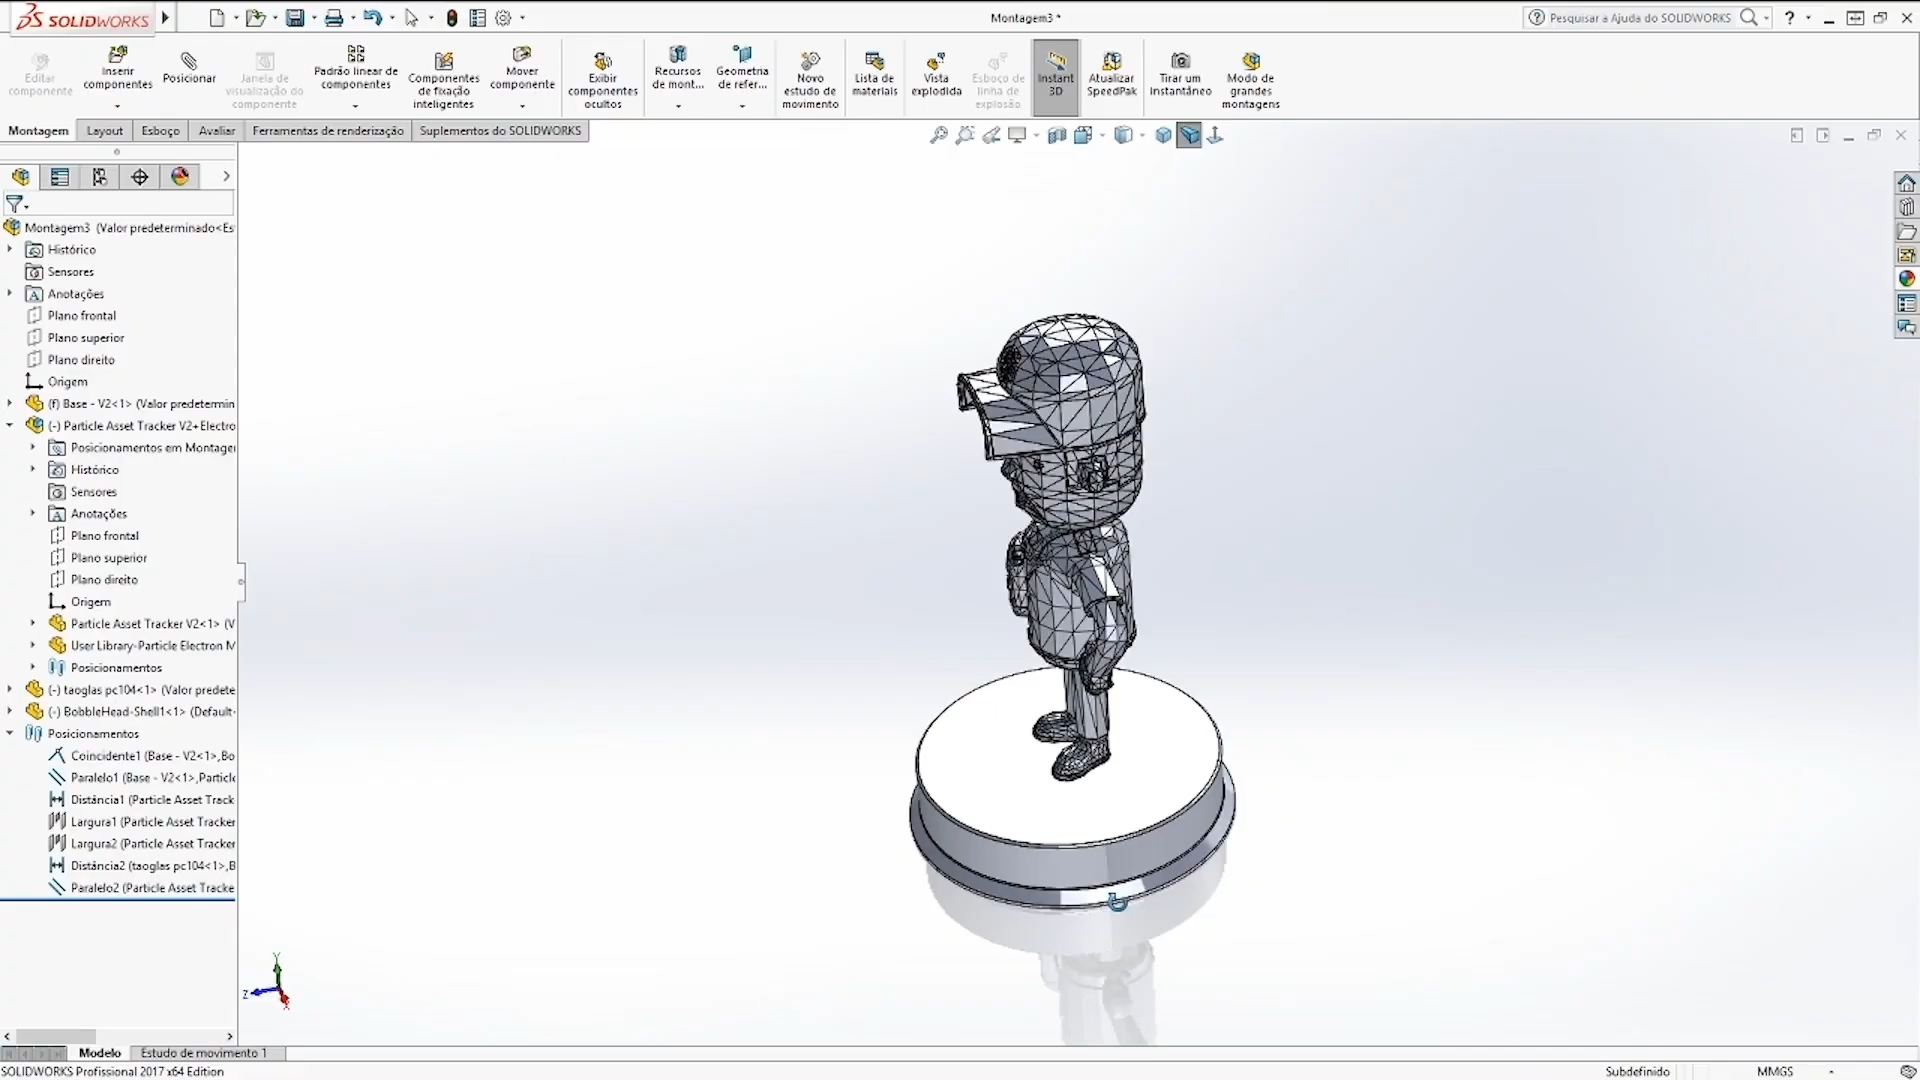 SOLIDWORKS
Montagem3 *
Pesquisar a Ajuda do SOLIDWORKS
?
Editar componente
Inserir componentes
Posicionar
Janela de visualização do componente
Padrão linear de componentes
Componentes de fixação inteligentes
Mover componente
Exibir componentes ocultos
Recursos de mont...
Geometria de refer...
Novo estudo de movimento
Lista de materiais
Vista explodida
Esboço de linha de explosão
Instant 3D
Atualizar SpeedPak
Tirar um instantâneo
Modo de grandes montagens
Montagem
Layout
Esboço
Avaliar
Ferramentas de renderização
Suplementos do SOLIDWORKS
Montagem3 (Valor predeterminado<Es
Histórico
Sensores
Anotações
Plano frontal
Plano superior
Plano direito
Origem
(f) Base - V2<1> (Valor predetermin
(-) Particle Asset Tracker V2+Electro
Posicionamentos em Montage
Histórico
Sensores
Anotações
Plano frontal
Plano superior
Plano direito
Origem
Particle Asset Tracker V2<1> (V
User Library-Particle Electron M
Posicionamentos
(-) taoglas pc104<1> (Valor predete
(-) BobbleHead-Shell1<1> (Default
Posicionamentos
Coincidente1 (Base - V2<1>,Bo
Paralelo1 (Base - V2<1>,Particle
Distância1 (Particle Asset Track
Largura1 (Particle Asset Tracker
Largura2 (Particle Asset Tracker
Distância2 (taoglas pc104<1>,B
Paralelo2 (Particle Asset Tracke
Y
Z
X
Modelo
Estudo de movimento 1
SOLIDWORKS Profissional 2017 x64 Edition
Subdefinido
MMGS